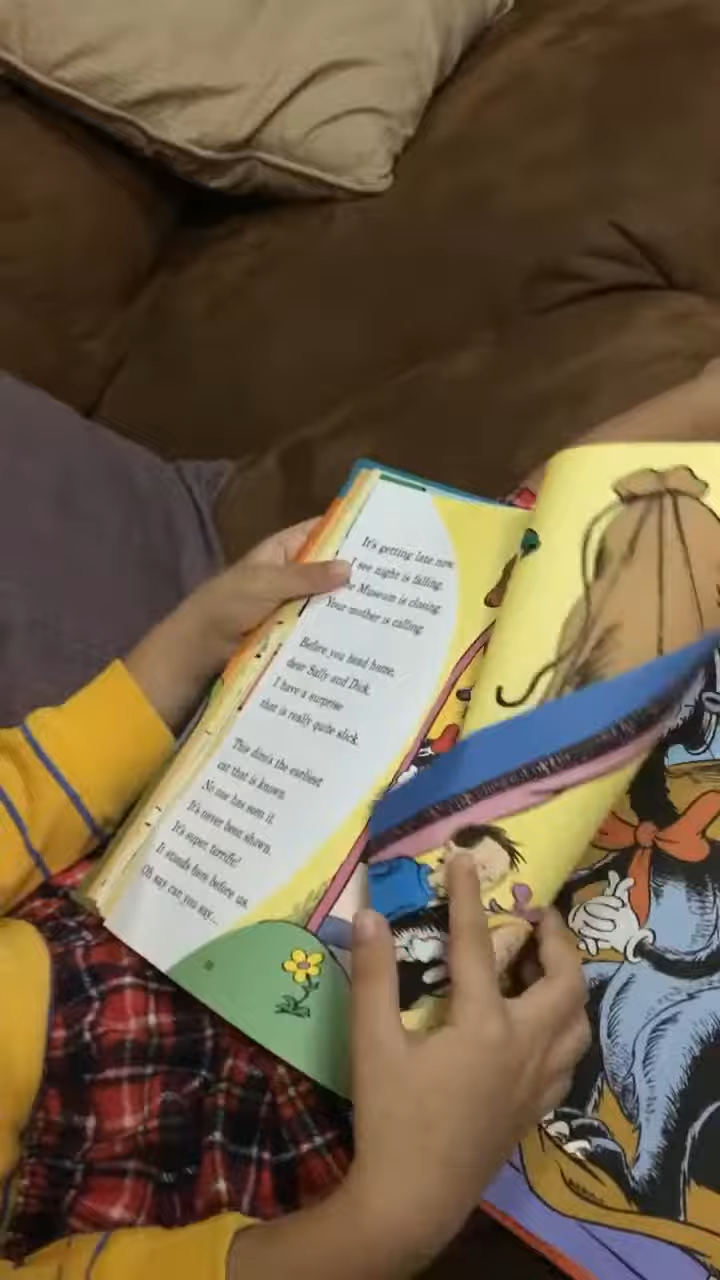 It's getting late now.
I see night is falling.
Museum is closing.
Your mother is calling.
Before you head home,
dear Sally and Dick,
I have a surprise
that is really quite slick.
This dino's the earliest
cat that is known.
No one has seen it.
It's never been shown.
It's super, terrific!
It stands here before us.
Oh say can you say...